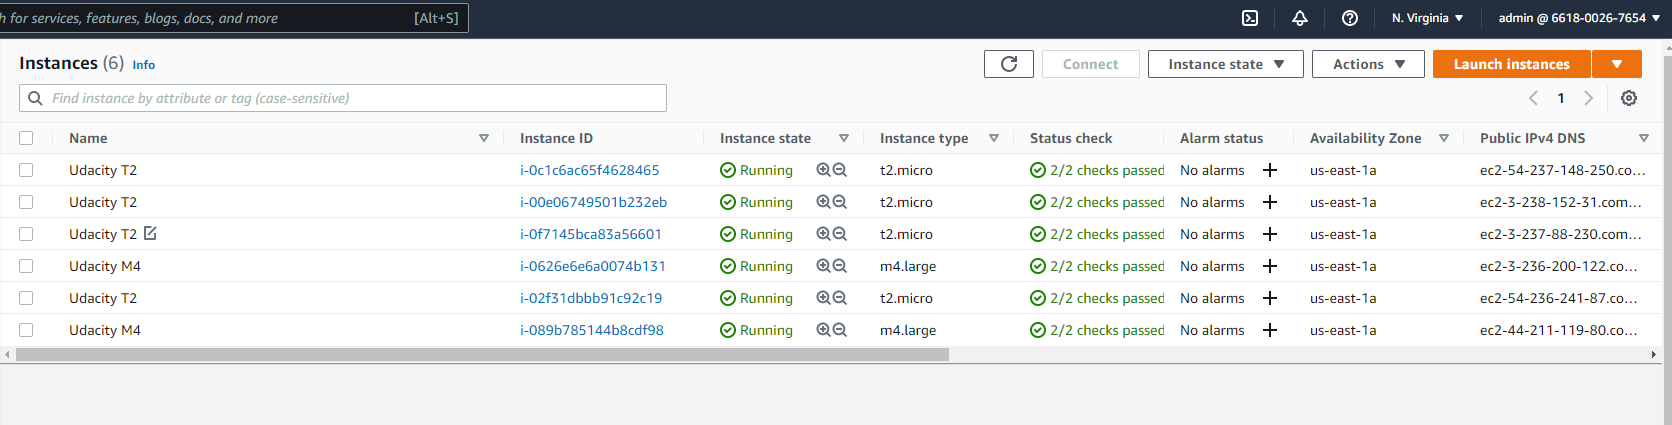 h for services, features, blogs, docs, and more [Alt+S] N. Virginia admin @ 6618-0026-7654
Instances (6) Info Connect Instance state Actions Launch instances
Find instance by attribute or tag (case-sensitive) 1
Name Instance ID Instance state Instance type Status check Alarm status Availability Zone Public IPv4 DNS
Udacity T2 i-0c1c6ac65f4628465 Running t2.micro 2/2 checks passed No alarms us-east-1a ec2-54-237-148-250.co...
Udacity T2 i-00e06749501b232eb Running t2.micro 2/2 checks passed No alarms us-east-1a ec2-3-238-152-31.com...
Udacity T2 i-0f7145bca83a56601 Running t2.micro 2/2 checks passed No alarms us-east-1a ec2-3-237-88-230.com...
Udacity M4 i-0626e6e6a0074b131 Running m4.large 2/2 checks passed No alarms us-east-1a ec2-3-236-200-122.co...
Udacity T2 i-02f31dbbb91c92c19 Running t2.micro 2/2 checks passed No alarms us-east-1a ec2-54-236-241-87.co...
Udacity M4 i-089b785144b8cdf98 Running m4.large 2/2 checks passed No alarms us-east-1a ec2-44-211-119-80.co...